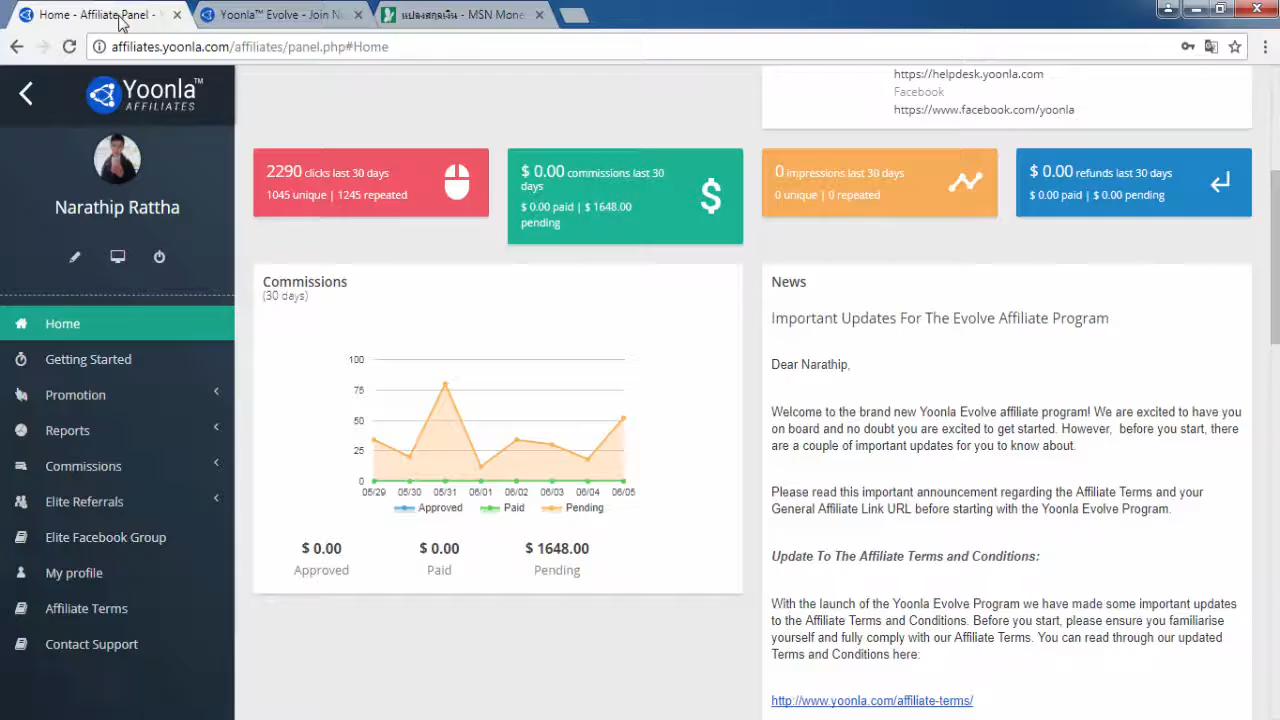 Home - Affiliate Panel -
Yoonla™ Evolve - Join N
แปลงสกุลเงิน - MSN Mone
affiliates.yoonla.com/affiliates/panel.php#Home
Yoonla™
AFFILIATES
Narathip Rattha
Home
Getting Started
Promotion
Reports
Commissions
Elite Referrals
Elite Facebook Group
My profile
Affiliate Terms
Contact Support
https://helpdesk.yoonla.com
Facebook
https://www.facebook.com/yoonla
2290 clicks last 30 days
1045 unique | 1245 repeated
$ 0.00 commissions last 30
days
$ 0.00 paid | $ 1648.00
pending
0 impressions last 30 days
0 unique | 0 repeated
$ 0.00 refunds last 30 days
$ 0.00 paid | $ 0.00 pending
Commissions
(30 days)
100
75
50
25
0
05/29 05/30 05/31 06/01 06/02 06/03 06/04 06/05
Approved Paid Pending
$ 0.00 $ 0.00 $ 1648.00
Approved Paid Pending
News
Important Updates For The Evolve Affiliate Program
Dear Narathip,
Welcome to the brand new Yoonla Evolve affiliate program! We are excited to have you
on board and no doubt you are excited to get started. However, before you start, there
are a couple of important updates for you to know about.
Please read this important announcement regarding the Affiliate Terms and your
General Affiliate Link URL before starting with the Yoonla Evolve Program.
Update To The Affiliate Terms and Conditions:
With the launch of the Yoonla Evolve Program we have made some important updates
to the Affiliate Terms and Conditions. Before you start, please ensure you familiarise
yourself and fully comply with our Affiliate Terms. You can read through our updated
Terms and Conditions here:
http://www.yoonla.com/affiliate-terms/